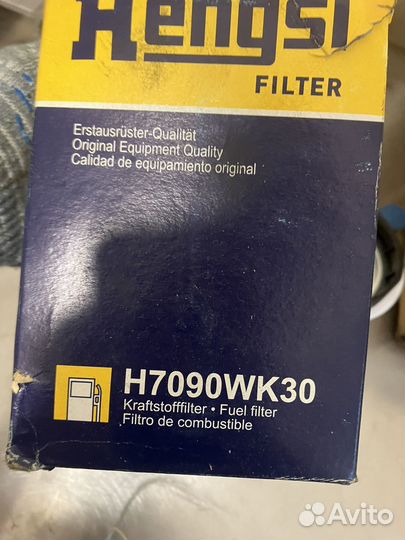 Hengst
FILTER
Erstausrüster-Qualität
Original Equipment Quality
Calidad de equipamiento original
H7090WK30
Kraftstofffilter • Fuel filter
Filtro de combustible
Avito